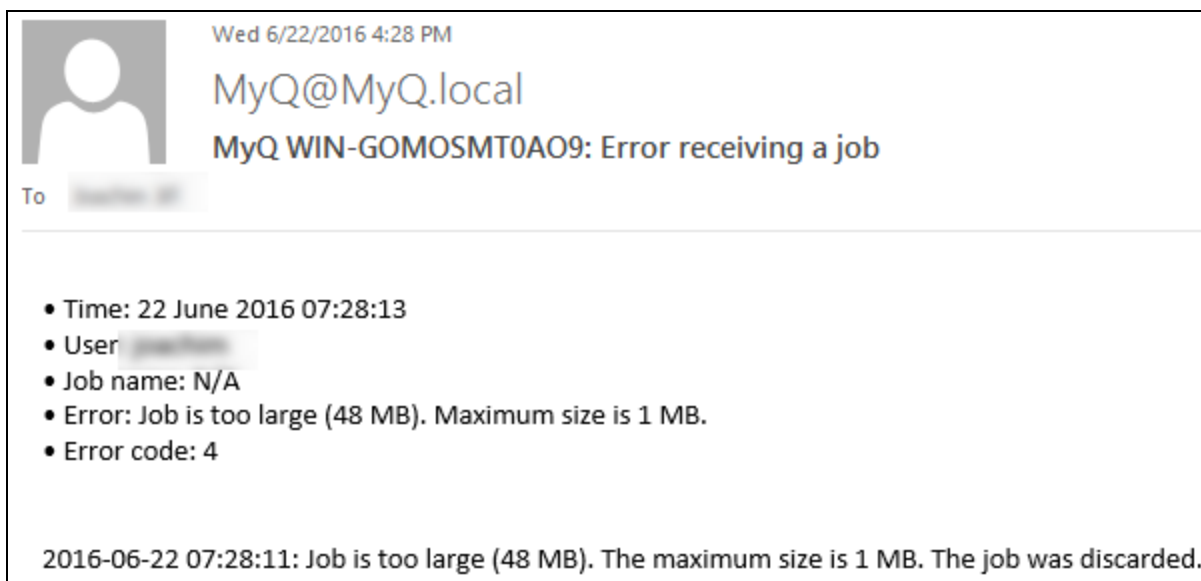 Wed 6/22/2016 4:28 PM
MyQ@MyQ.local
MyQ WIN-GOMOSMT0AO9: Error receiving a job
To
• Time: 22 June 2016 07:28:13
• User
• Job name: N/A
• Error: Job is too large (48 MB). Maximum size is 1 MB.
• Error code: 4
2016-06-22 07:28:11: Job is too large (48 MB). The maximum size is 1 MB. The job was discarded.